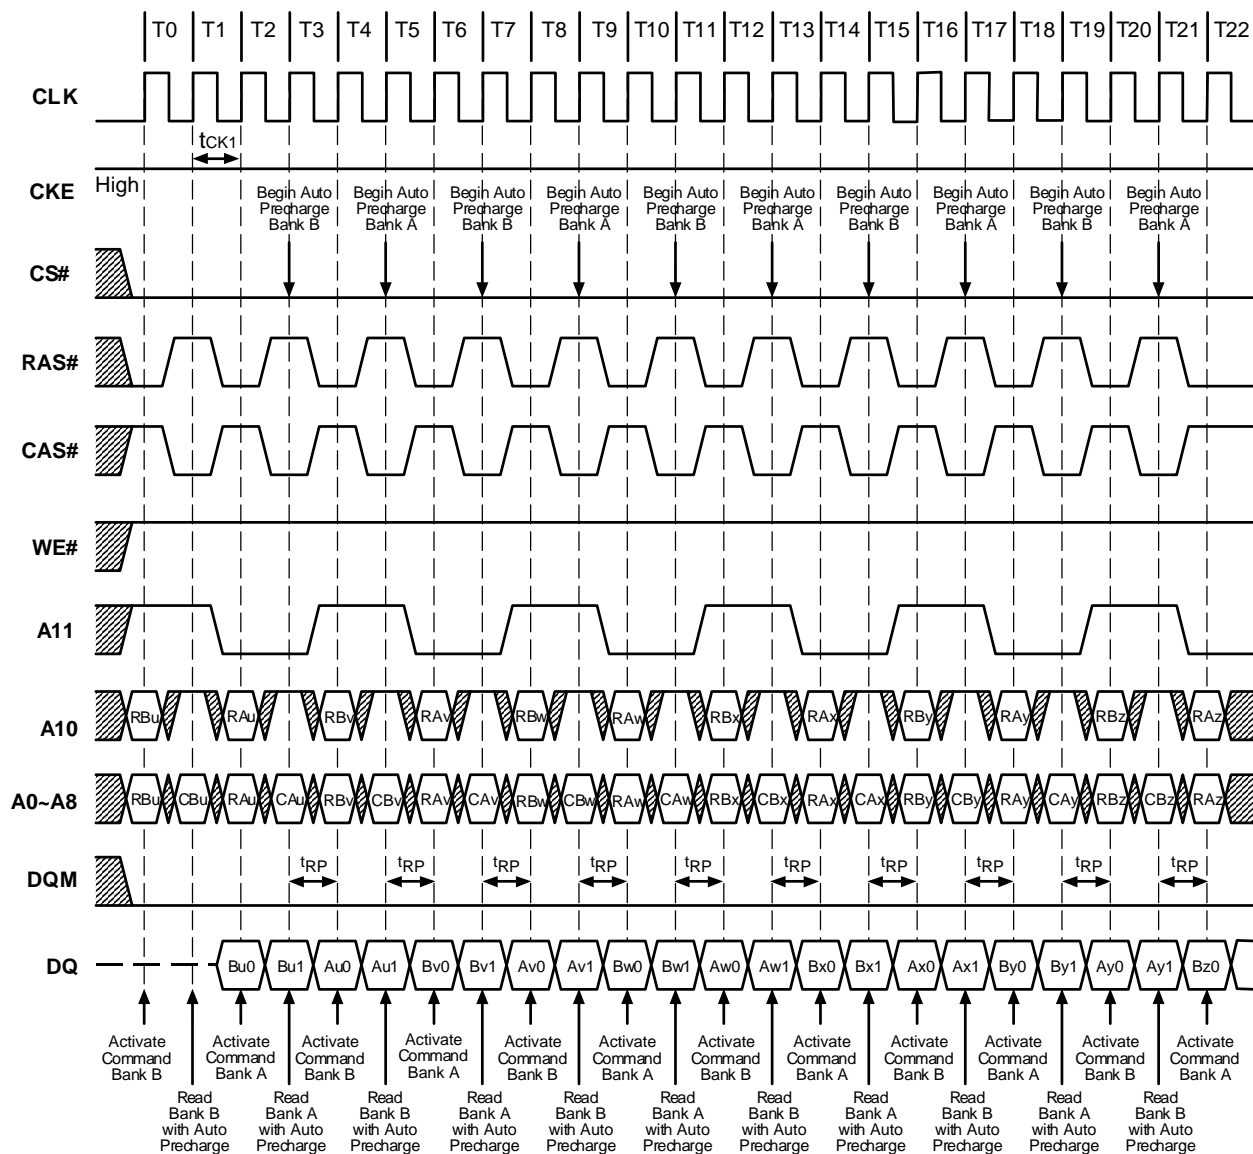 T0 T1 T2 T3 T4 T5 T6 T7 T8 T9 T10 T11 T12 T13 T14 T15 T16 T17 T18 T19 T20 T21 T22
CLK
tCK1
CKE
High
Begin Auto Begin Auto Begin Auto Begin Auto Begin Auto Begin Auto Begin Auto Begin Auto Begin Auto Begin Auto
Precharge Precharge Precharge Precharge Precharge Precharge Precharge Precharge Precharge Precharge
Bank B Bank A Bank B Bank A Bank B Bank A Bank B Bank A Bank B Bank A
CS#
RAS#
CAS#
WE#
A11
A10 RBu RAu RBv RAv RBw RAw RBx RAx RBy RAy RBz RAz
A0~A8 RBu CBu RAu CAu RBv CBv RAv CAv RBw CBw RAw CAw RBx CBx RAx CAx RBy CBy RAy CAy RBz CBz RAz
DQM tRP tRP tRP tRP tRP tRP tRP tRP tRP tRP
DQ Bu0 Bu1 Au0 Au1 Bv0 Bv1 Av0 Av1 Bw0 Bw1 Aw0 Aw1 Bx0 Bx1 Ax0 Ax1 By0 By1 Ay0 Ay1 Bz0
Activate Activate Activate Activate Activate Activate Activate Activate Activate Activate Activate Activate
Command Command Command Command Command Command Command Command Command Command Command Command
Bank B Bank A Bank B Bank A Bank B Bank A Bank B Bank A Bank B Bank A Bank B Bank A
Read Read Read Read Read Read Read Read Read Read Read
Bank B Bank A Bank B Bank A Bank B Bank A Bank B Bank A Bank B Bank A Bank B
with Auto with Auto with Auto with Auto with Auto with Auto with Auto with Auto with Auto with Auto with Auto
Precharge Precharge Precharge Precharge Precharge Precharge Precharge Precharge Precharge Precharge Precharge